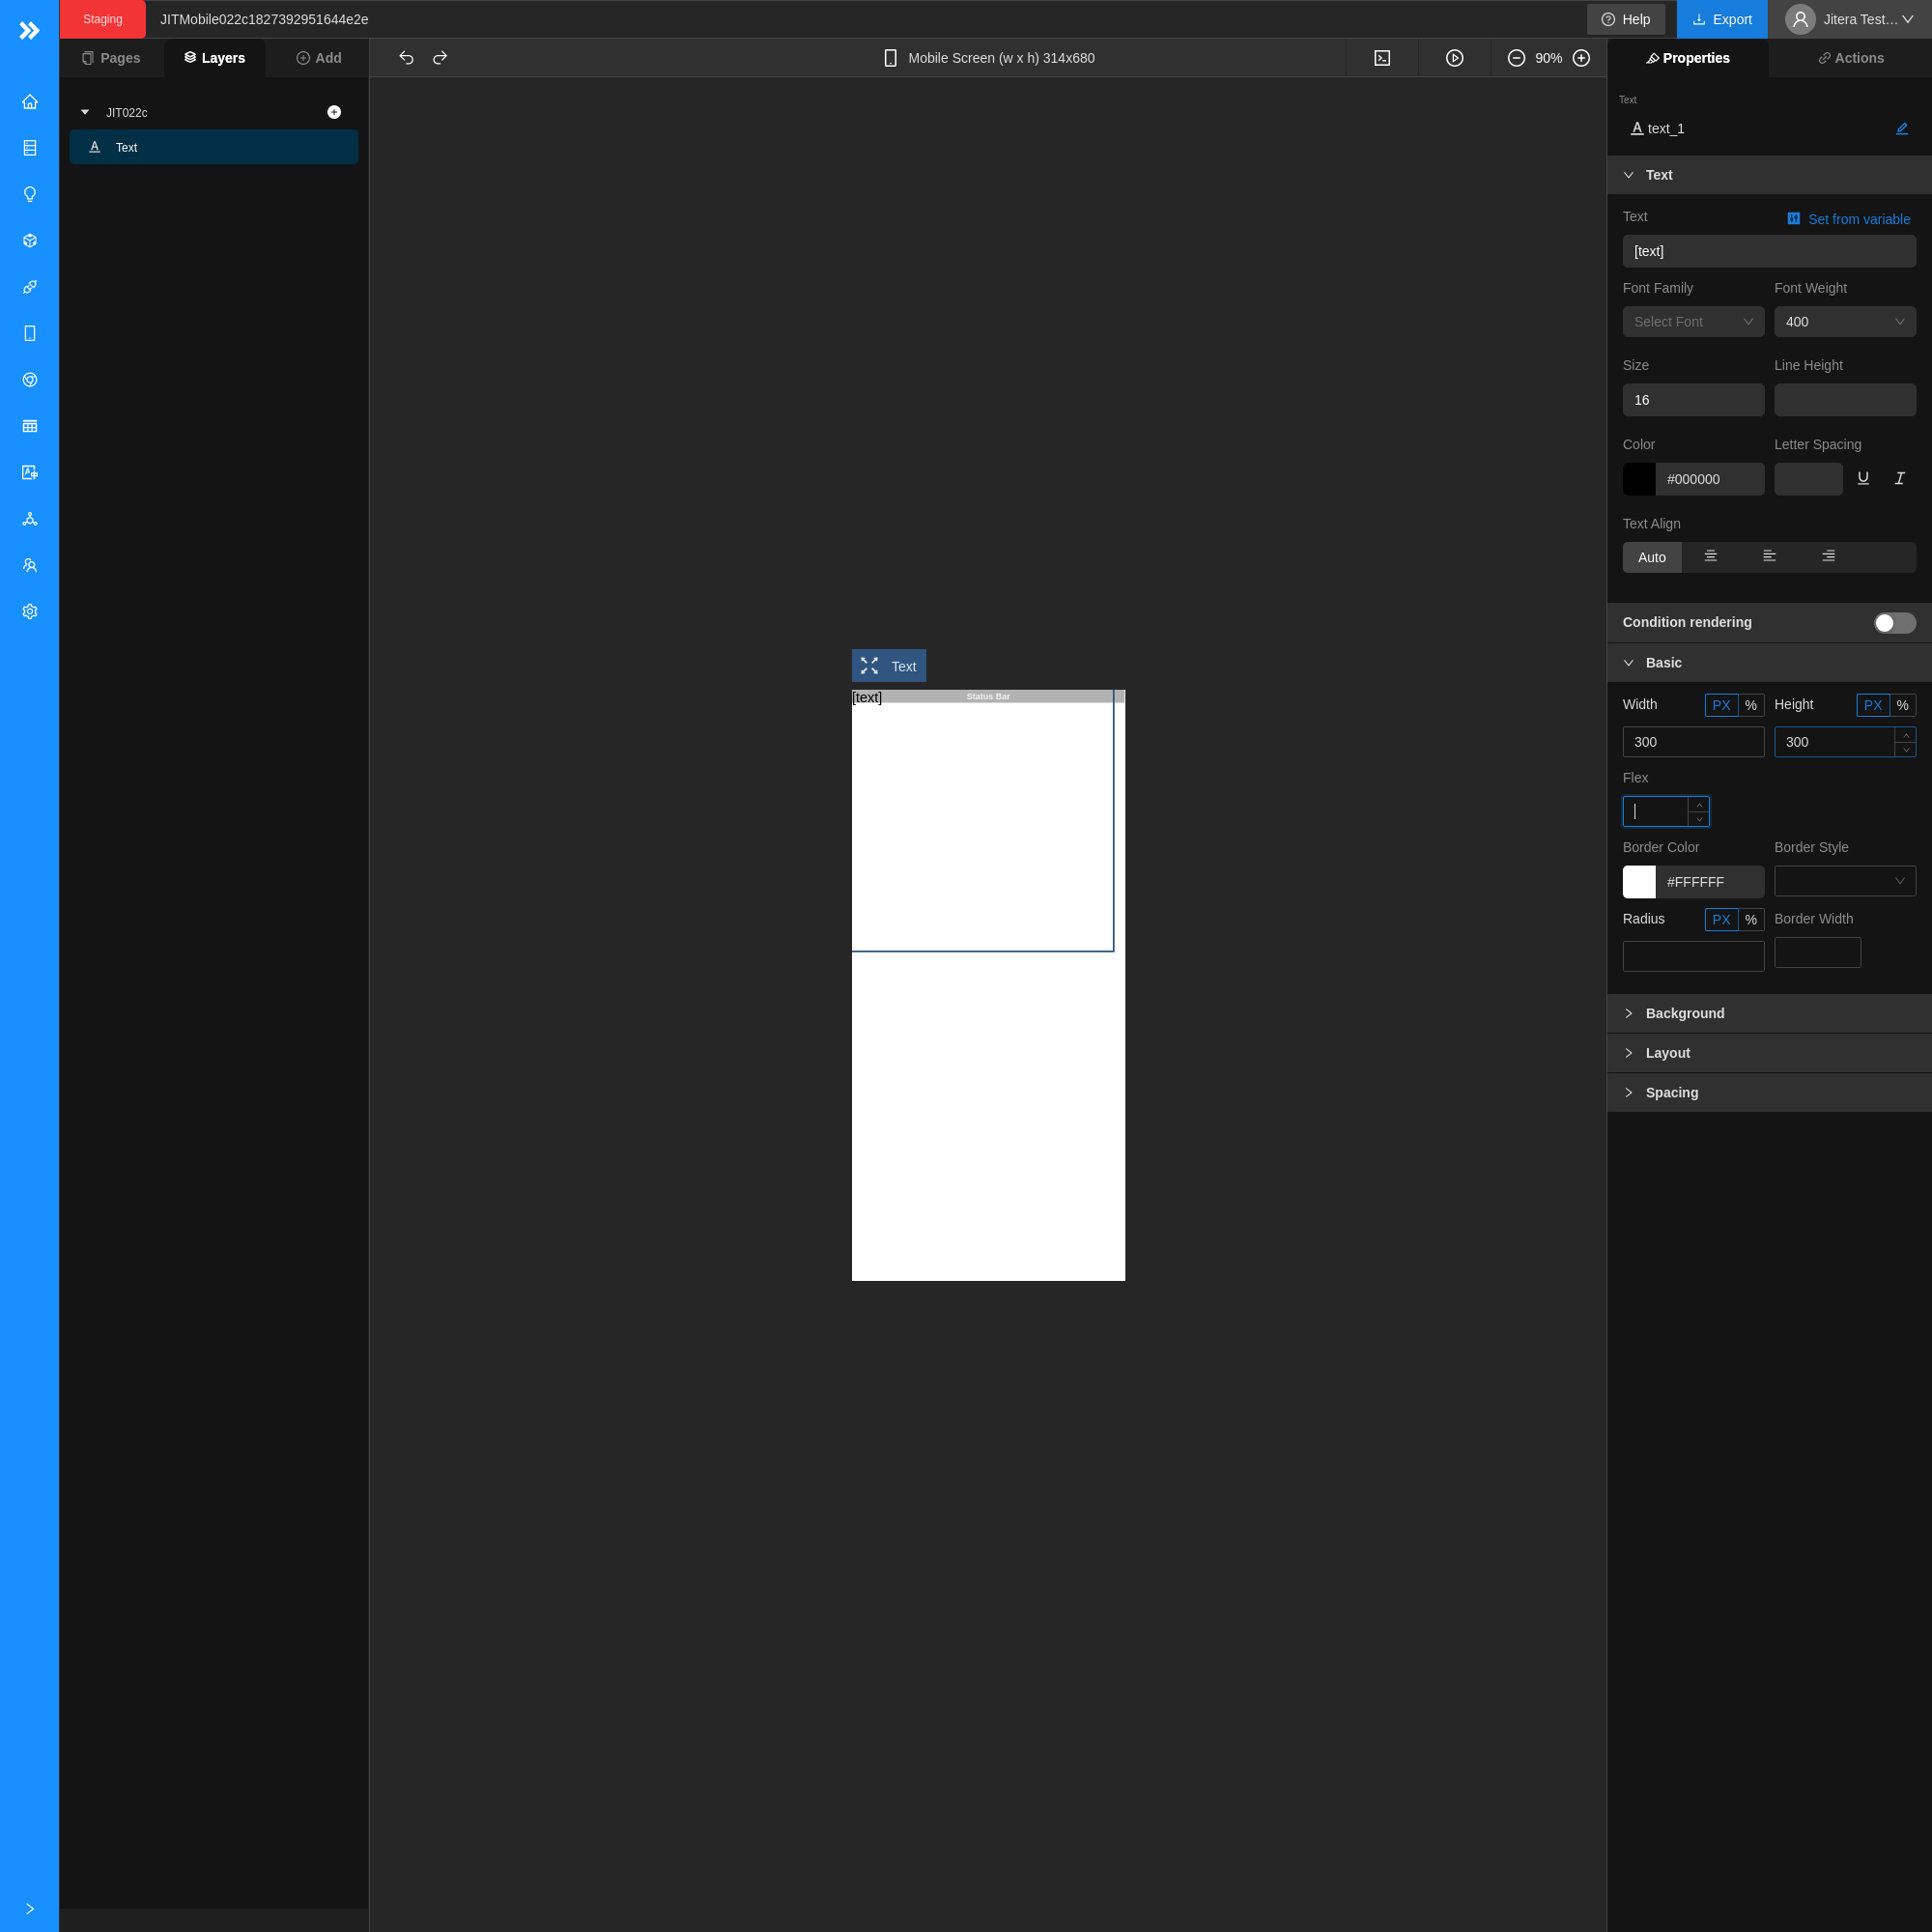 Staging
JITMobile022c1827392951644e2e
Help
Export
Jitera Test...
Pages
Layers
Add
Mobile Screen (w x h) 314x680
90%
Properties
Actions
JIT022c
Text
Text
text_1
Text
Text
Set from variable
[text]
Font Family
Font Weight
Select Font
400
Size
Line Height
16
Color
Letter Spacing
#000000
Text Align
Auto
Condition rendering
Basic
Width
PX
%
Height
PX
%
300
300
Flex
Border Color
Border Style
#FFFFFF
Radius
PX
%
Border Width
Background
Layout
Spacing
Text
[text]
Status Bar